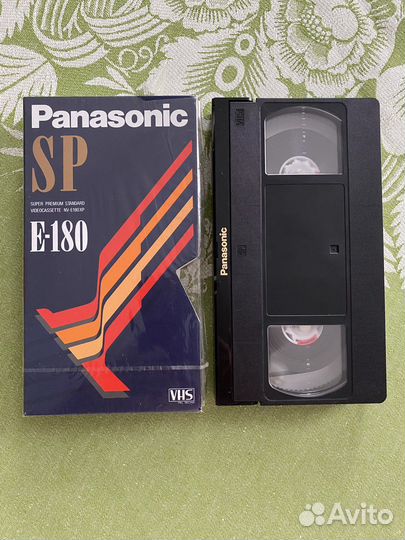 Panasonic
SP
SUPER PREMIUM STANDARD
VIDEOCASSETTE NV-E180XP
E-180
VHS
Panasonic
VHS
Avito